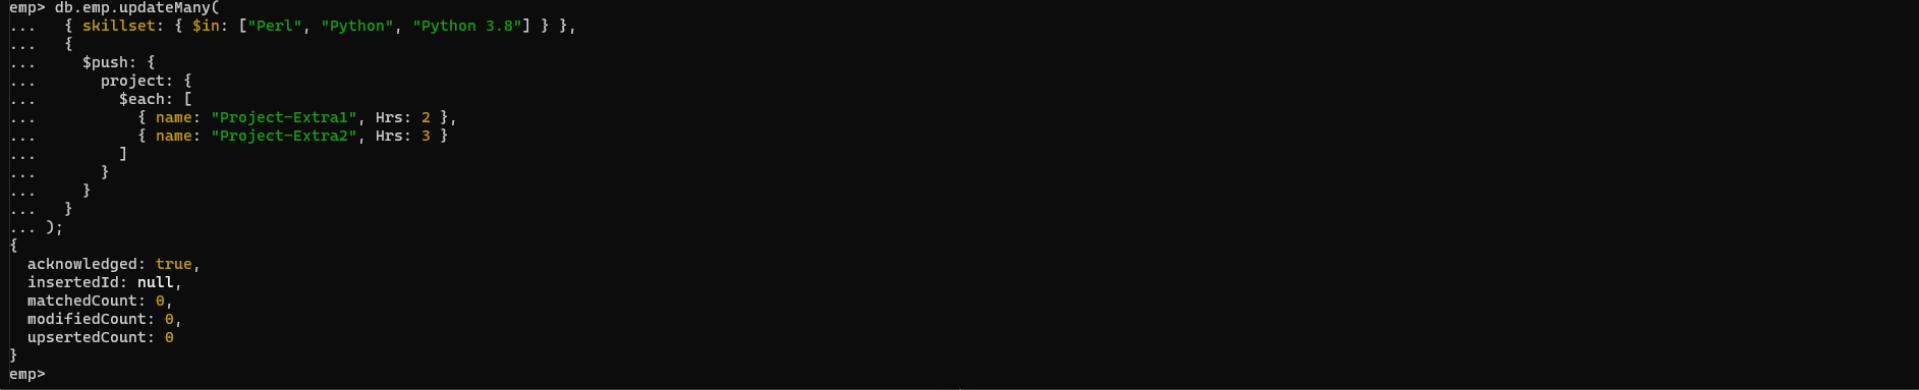 emp> db.emp.updateMany(
...   { skillset: { $in: ["Perl", "Python", "Python 3.8"] } },
...   {
...     $push: {
...       project: {
...         $each: [
...           { name: "Project-Extra1", Hrs: 2 },
...           { name: "Project-Extra2", Hrs: 3 }
...         ]
...       }
...     }
...   }
... );
{
  acknowledged: true,
  insertedId: null,
  matchedCount: 0,
  modifiedCount: 0,
  upsertedCount: 0
}
emp>